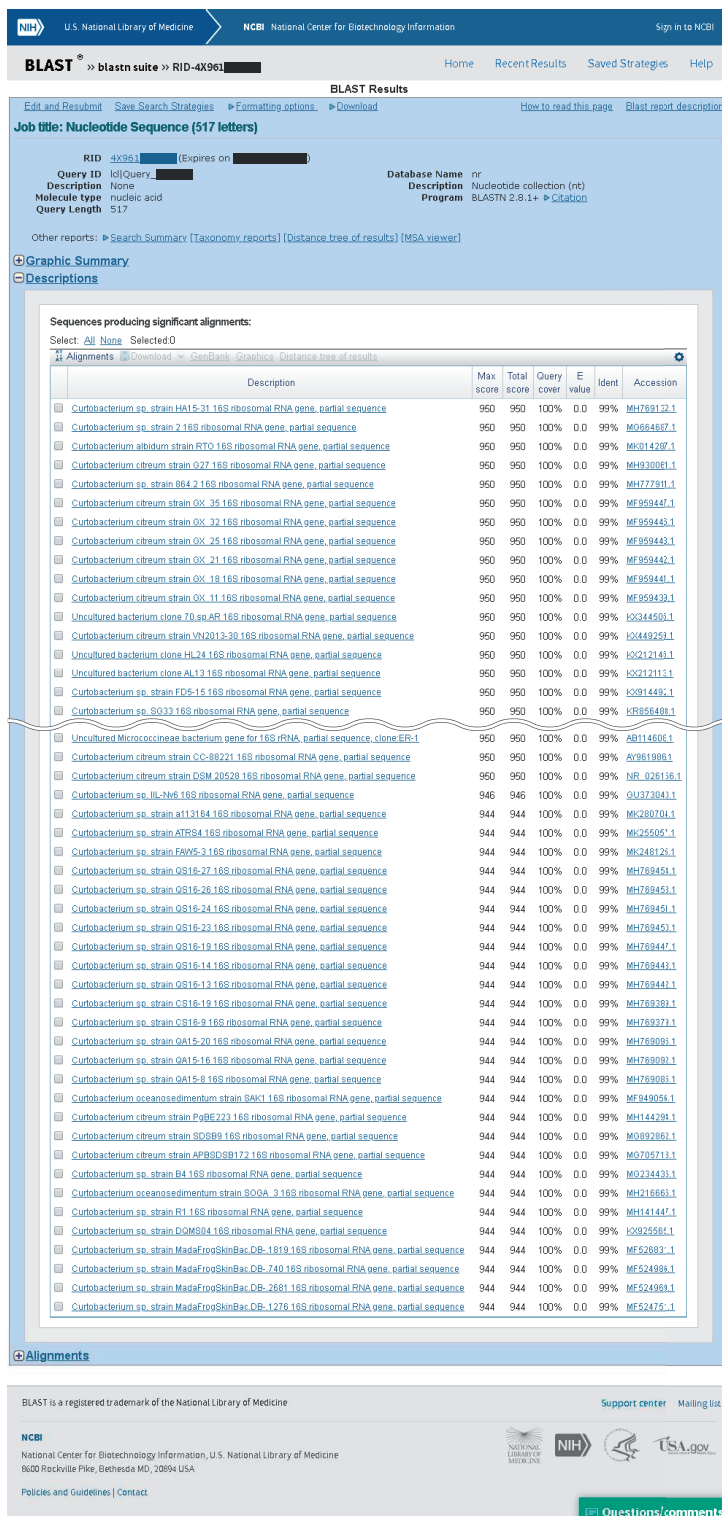 NIH U.S. National Library of Medicine NCBI National Center for Biotechnology Information Sign in to NCBI
BLAST ® » blastn suite » RID-4X961 Home Recent Results Saved Strategies Help
BLAST Results
Edit and Resubmit Save Search Strategies Formatting options Download How to read this page Blast report description
Job title: Nucleotide Sequence (517 letters)
RID 4X961 (Expires on )
Query ID lcl|Query_ Database Name nr
Description None Description Nucleotide collection (nt)
Molecule type nucleic acid Program BLASTN 2.8.1+ Citation
Query Length 517
Other reports: Search Summary [Taxonomy reports] [Distance tree of results] [MSA viewer]
Graphic Summary
Descriptions
Sequences producing significant alignments:
Select: All None Selected:0
Alignments Download GenBank Graphics Distance tree of results
Description Max score Total score Query cover E value Ident Accession
Curtobacterium sp. strain HA15-31 16S ribosomal RNA gene, partial sequence 950 950 100% 0.0 99% MH769132.1
Curtobacterium sp. strain 2 16S ribosomal RNA gene, partial sequence 950 950 100% 0.0 99% MG664687.1
Curtobacterium albidum strain RTO 16S ribosomal RNA gene, partial sequence 950 950 100% 0.0 99% MK014287.1
Curtobacterium citreum strain G27 16S ribosomal RNA gene, partial sequence 950 950 100% 0.0 99% MH930061.1
Curtobacterium sp. strain 864.2 16S ribosomal RNA gene, partial sequence 950 950 100% 0.0 99% MH777911.1
Curtobacterium citreum strain GX_35 16S ribosomal RNA gene, partial sequence 950 950 100% 0.0 99% MF959447.1
Curtobacterium citreum strain GX_32 16S ribosomal RNA gene, partial sequence 950 950 100% 0.0 99%
Curtobacterium citreum strain GX_25 16S ribosomal RNA gene, partial sequence 950 950 100% 0.0 99% MF959443.1
Curtobacterium citreum strain GX_21 16S ribosomal RNA gene, partial sequence 950 950 100% 0.0 99% MF959442.1
Curtobacterium citreum strain GX_18 16S ribosomal RNA gene, partial sequence 950 950 100% 0.0 99% MF959441.1
Curtobacterium citreum strain GX_11 16S ribosomal RNA gene, partial sequence 950 950 100% 0.0 99%
Uncultured bacterium clone 70.sp.AR 16S ribosomal RNA gene, partial sequence 950 950 100% 0.0 99%
Curtobacterium citreum strain VN2013-30 16S ribosomal RNA gene, partial sequence 950 950 100% 0.0 99%
Uncultured bacterium clone HL24 16S ribosomal RNA gene, partial sequence 950 950 100% 0.0 99%
Uncultured bacterium clone AL13 16S ribosomal RNA gene, partial sequence 950 950 100% 0.0 99%
Curtobacterium sp. strain FD5-15 16S ribosomal RNA gene, partial sequence 950 950 100% 0.0 99%
Curtobacterium sp. SG33 16S ribosomal RNA gene, partial sequence 950 950 100% 0.0 99% KR856488.1
Uncultured Micrococcineae bacterium gene for 16S rRNA, partial sequence, clone:ER-1 950 950 100% 0.0 99%
Curtobacterium citreum strain CC-88221 16S ribosomal RNA gene, partial sequence 950 950 100% 0.0 99% AY961986.1
Curtobacterium citreum strain DSM 20528 16S ribosomal RNA gene, partial sequence 950 950 100% 0.0 99% NR_026156.1
Curtobacterium sp. IIL-Nv6 16S ribosomal RNA gene, partial sequence 946 946 100% 0.0 99%
Curtobacterium sp. strain a113164 16S ribosomal RNA gene, partial sequence 944 944 100% 0.0 99% MK280704.1
Curtobacterium sp. strain ATRS4 16S ribosomal RNA gene, partial sequence 944 944 100% 0.0 99%
Curtobacterium sp. strain FAW5-3 16S ribosomal RNA gene, partial sequence 944 944 100% 0.0 99%
Curtobacterium sp. strain QS16-27 16S ribosomal RNA gene, partial sequence 944 944 100% 0.0 99% MH769454.1
Curtobacterium sp. strain QS16-26 16S ribosomal RNA gene, partial sequence 944 944 100% 0.0 99% MH769453.1
Curtobacterium sp. strain QS16-24 16S ribosomal RNA gene, partial sequence 944 944 100% 0.0 99% MH769451.1
Curtobacterium sp. strain QS16-23 16S ribosomal RNA gene, partial sequence 944 944 100% 0.0 99%
Curtobacterium sp. strain QS16-19 16S ribosomal RNA gene, partial sequence 944 944 100% 0.0 99%
Curtobacterium sp. strain QS16-14 16S ribosomal RNA gene, partial sequence 944 944 100% 0.0 99% MH769443.1
Curtobacterium sp. strain QS16-13 16S ribosomal RNA gene, partial sequence 944 944 100% 0.0 99% MH769442.1
Curtobacterium sp. strain CS16-19 16S ribosomal RNA gene, partial sequence 944 944 100% 0.0 99%
Curtobacterium sp. strain CS16-9 16S ribosomal RNA gene, partial sequence 944 944 100% 0.0 99%
Curtobacterium sp. strain QA15-20 16S ribosomal RNA gene, partial sequence 944 944 100% 0.0 99%
Curtobacterium sp. strain QA15-16 16S ribosomal RNA gene, partial sequence 944 944 100% 0.0 99%
Curtobacterium sp. strain QA15-8 16S ribosomal RNA gene, partial sequence 944 944 100% 0.0 99%
Curtobacterium oceanosedimentum strain SAK1 16S ribosomal RNA gene, partial sequence 944 944 100% 0.0 99%
Curtobacterium citreum strain PgBE223 16S ribosomal RNA gene, partial sequence 944 944 100% 0.0 99% MH144294.1
Curtobacterium citreum strain SDSB9 16S ribosomal RNA gene, partial sequence 944 944 100% 0.0 99% MG892862.1
Curtobacterium citreum strain APBSDSB172 16S ribosomal RNA gene, partial sequence 944 944 100% 0.0 99%
Curtobacterium sp. strain B4 16S ribosomal RNA gene, partial sequence 944 944 100% 0.0 99%
Curtobacterium oceanosedimentum strain SOGA_3 16S ribosomal RNA gene, partial sequence 944 944 100% 0.0 99%
Curtobacterium sp. strain R1 16S ribosomal RNA gene, partial sequence 944 944 100% 0.0 99%
Curtobacterium sp. strain DQMS04 16S ribosomal RNA gene, partial sequence 944 944 100% 0.0 99%
Curtobacterium sp. strain MadaFrogSkinBac.DB-.1819 16S ribosomal RNA gene, partial sequence 944 944 100% 0.0 99%
Curtobacterium sp. strain MadaFrogSkinBac.DB-.740 16S ribosomal RNA gene, partial sequence 944 944 100% 0.0 99%
Curtobacterium sp. strain MadaFrogSkinBac.DB-.2681 16S ribosomal RNA gene, partial sequence 944 944 100% 0.0 99%
Curtobacterium sp. strain MadaFrogSkinBac.DB-.1276 16S ribosomal RNA gene, partial sequence 944 944 100% 0.0 99%
Alignments
BLAST is a registered trademark of the National Library of Medicine Support center Mailing list
NCBI
National Center for Biotechnology Information, U.S. National Library of Medicine
8600 Rockville Pike, Bethesda MD, 20894 USA
Policies and Guidelines | Contact
NATIONAL LIBRARY OF MEDICINE NIH USA.gov
Questions/comments